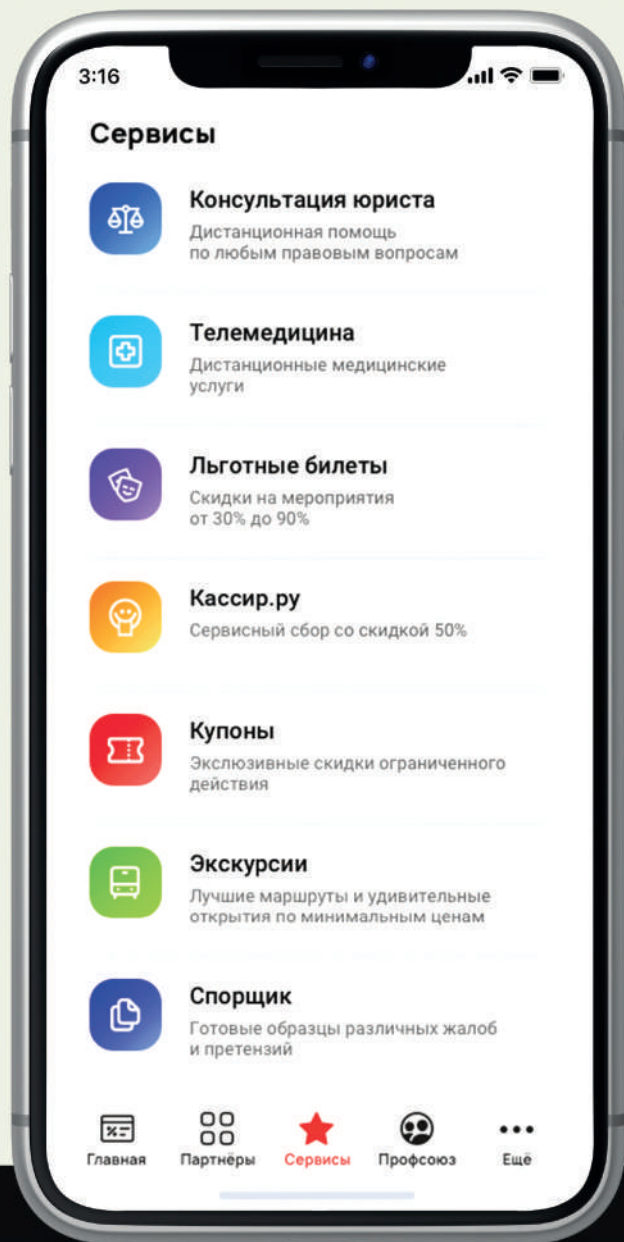 3:16
Сервисы
Консультация юриста
Дистанционная помощь
по любым правовым вопросам
Телемедицина
Дистанционные медицинские
услуги
Льготные билеты
Скидки на мероприятия
от 30% до 90%
Кассир.ру
Сервисный сбор со скидкой 50%
Купоны
Экслюзивные скидки ограниченного
действия
Экскурсии
Лучшие маршруты и удивительные
открытия по минимальным ценам
Спорщик
Готовые образцы различных жалоб
и претензий
Главная Партнёры Сервисы Профсоюз Ещё